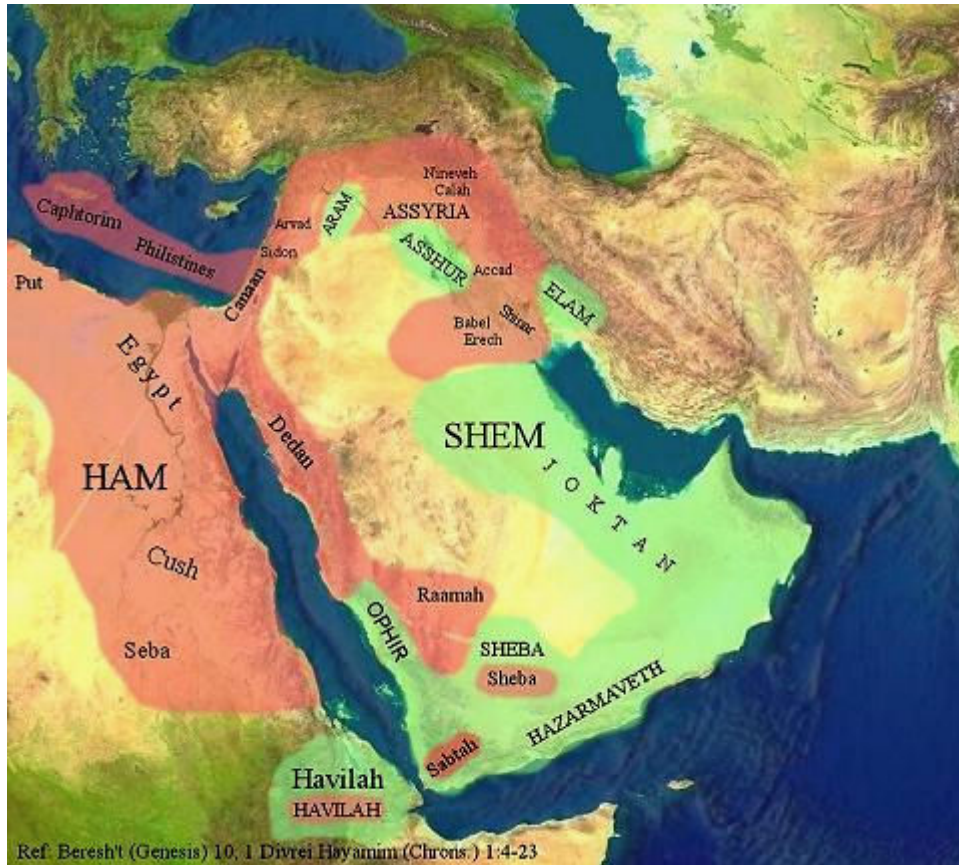 Nineveh
Calah
ASSYRIA
ARAM
Arvad
Caphtorim
Philistines
Sidon
ASSHUR
Accad
ELAM
Put
Canaan
Babel
Erech
Shinar
Egypt
Dedan
SHEM
JOKTAN
HAM
Cush
Raamah
OPHIR
Seba
SHEBA
Sheba
HAZARMAVETH
Sabtah
Havilah
HAVILAH
Ref: Beresh't (Genesis) 10, 1 Divrei Hayamim (Chrons.) 1:4-23